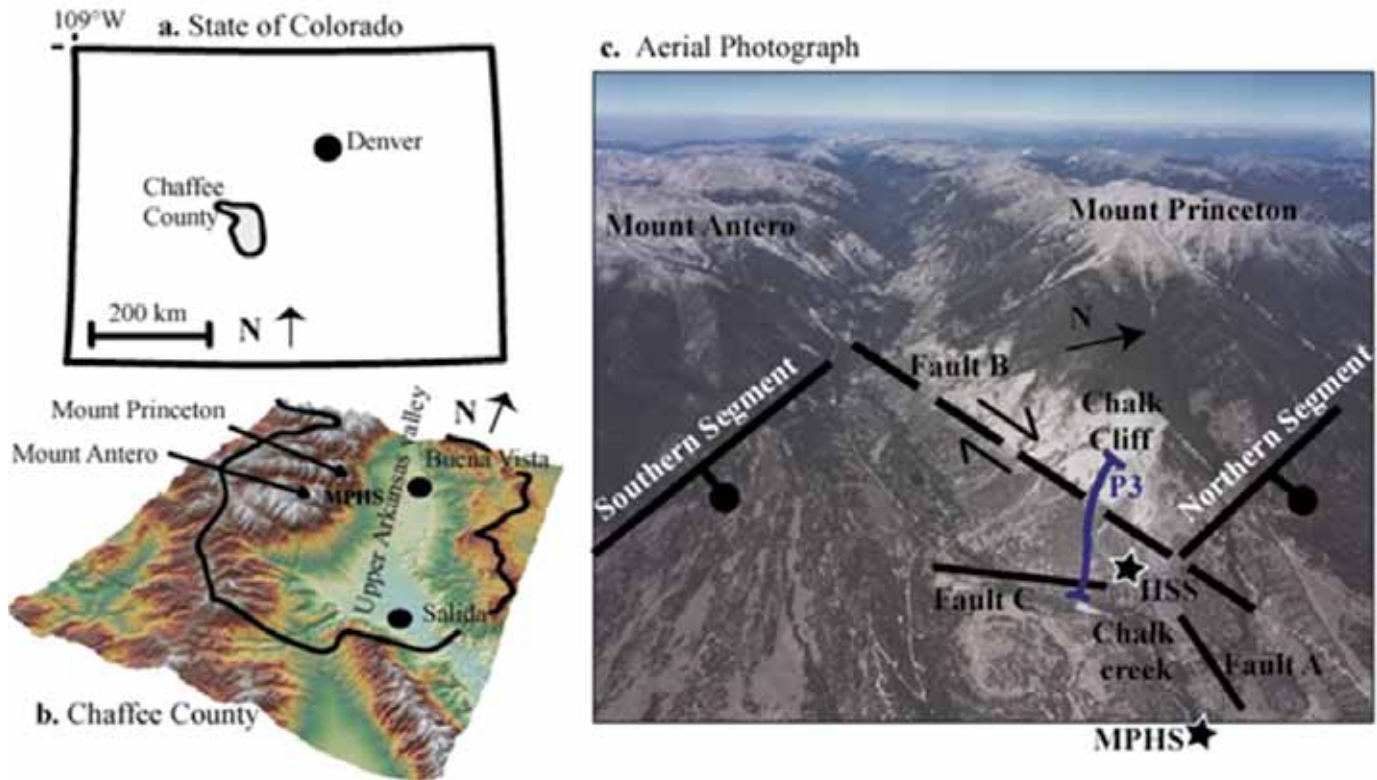 109°W
a. State of Colorado
Denver
Chaffee
County
200 km
N
Mount Princeton
Mount Antero
MPHS
Upper Arkansas valley
N
Buena Vista
Salida
b. Chaffee County
c. Aerial Photograph
Mount Antero
Mount Princeton
N
Fault B
Southern Segment
Northern Segment
Chalk
Cliff
P3
HSS
Fault C
Chalk
creek
Fault A
MPHS